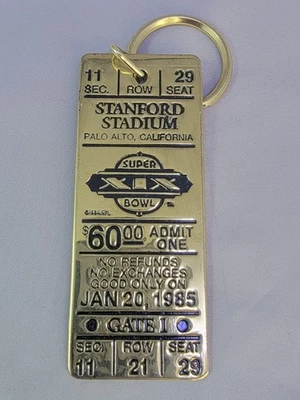 11 29
SEC. ROW SEAT
STANFORD
STADIUM
PALO ALTO, CALIFORNIA
SUPER
XIX
BOWL
$60.00 ADMIT
ONE
NO REFUNDS
NO EXCHANGES
GOOD ONLY ON
JAN 20, 1985
GATE 1
SEC. ROW SEAT
11 21 29